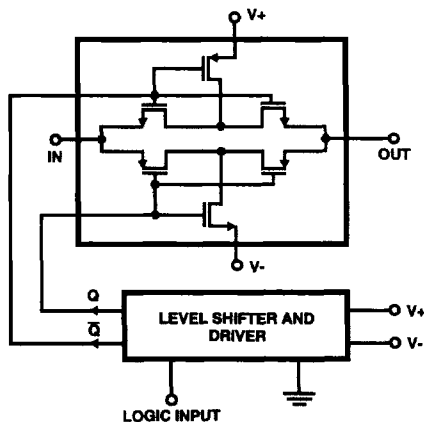 V+
IN
OUT
V-
Q
Q̅
LEVEL SHIFTER AND
DRIVER
V+
V-
LOGIC INPUT